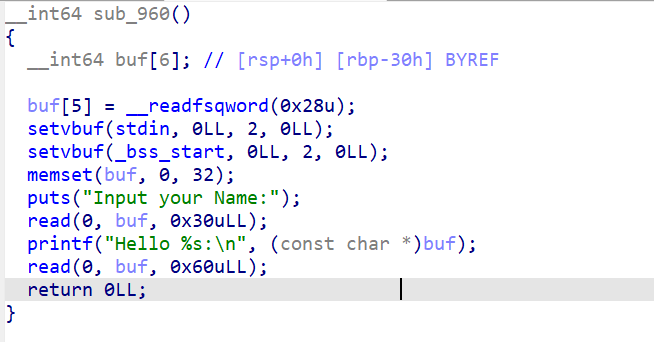 __int64 sub_960()
{
  __int64 buf[6]; // [rsp+0h] [rbp-30h] BYREF

  buf[5] = __readfsqword(0x28u);
  setvbuf(stdin, 0LL, 2, 0LL);
  setvbuf(_bss_start, 0LL, 2, 0LL);
  memset(buf, 0, 32);
  puts("Input your Name:");
  read(0, buf, 0x30uLL);
  printf("Hello %s:\n", (const char *)buf);
  read(0, buf, 0x60uLL);
  return 0LL;
}